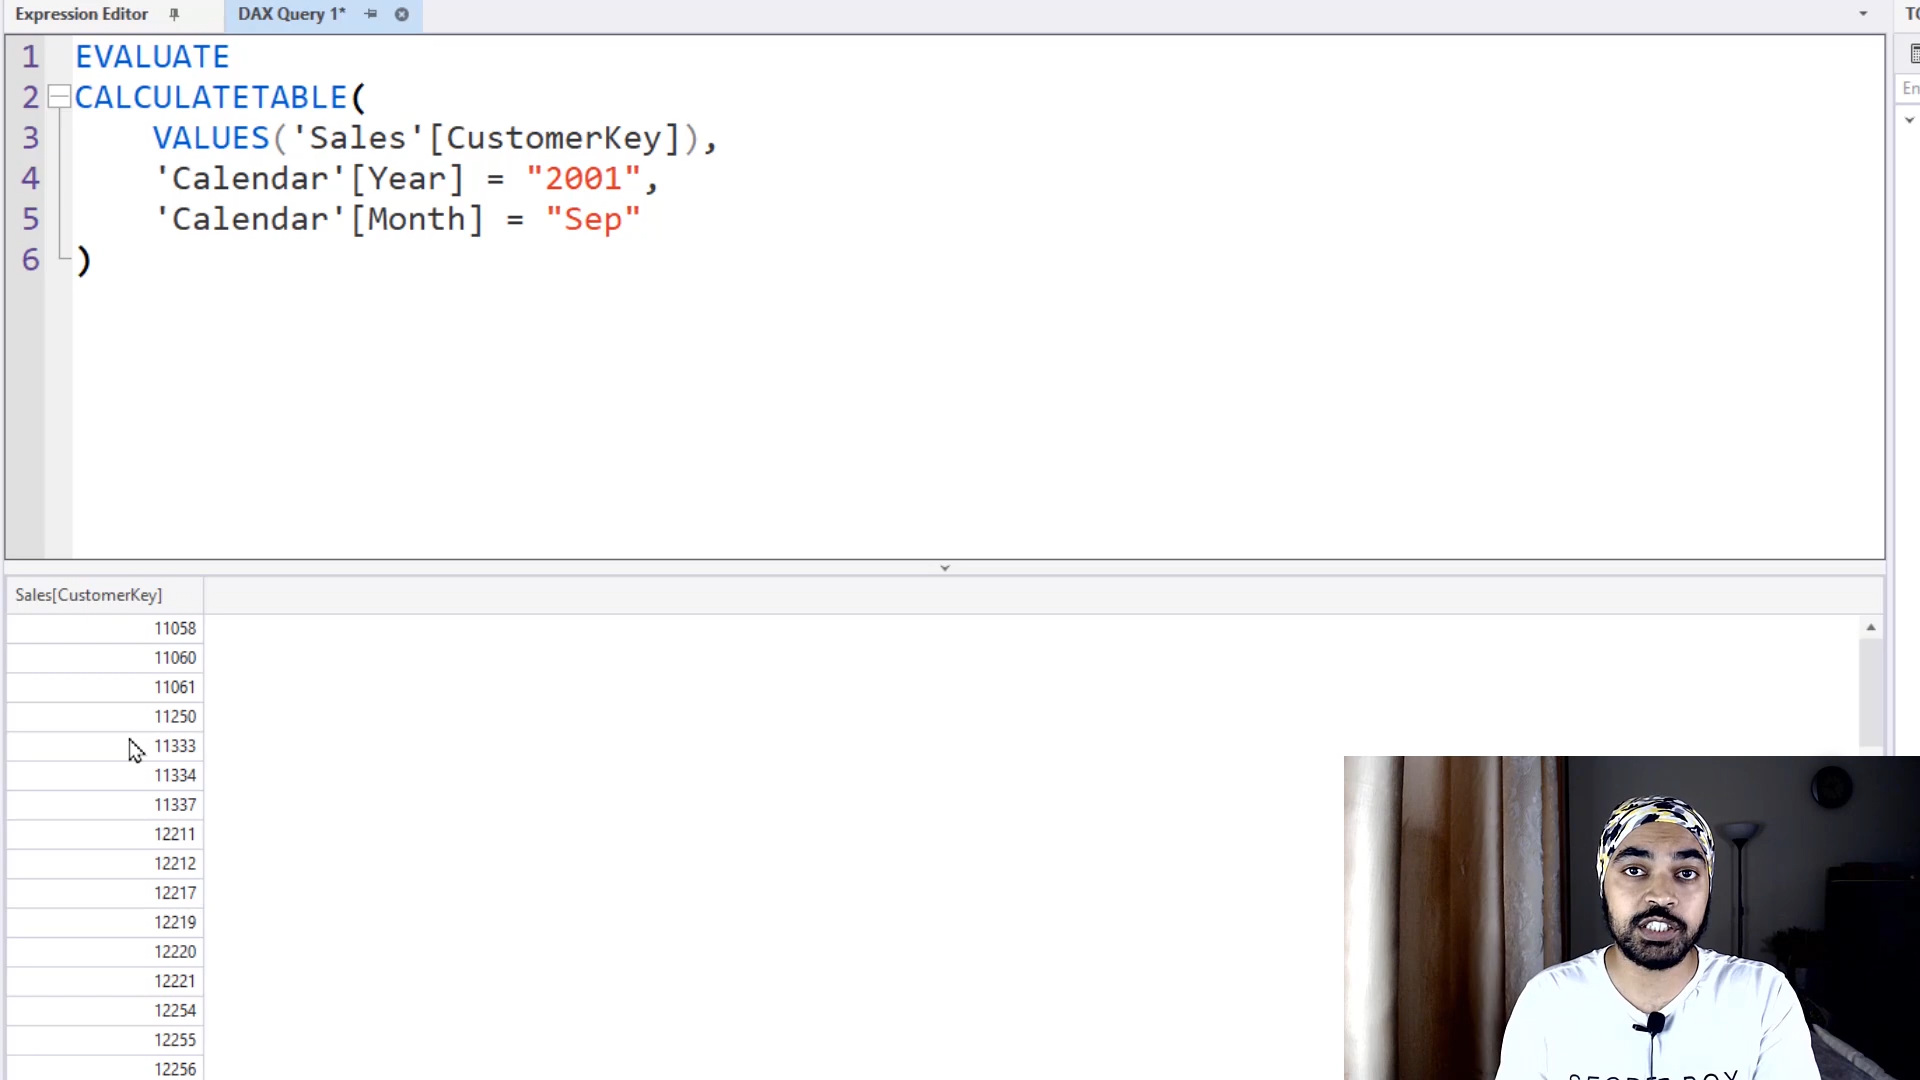 Expression Editor
DAX Query 1*
1 EVALUATE
2 CALCULATETABLE(
3 VALUES('Sales'[CustomerKey]),
4 'Calendar'[Year] = "2001",
5 'Calendar'[Month] = "Sep"
6 )
Sales[CustomerKey]
11058
11060
11061
11250
11333
11334
11337
12211
12212
12217
12219
12220
12221
12254
12255
12256